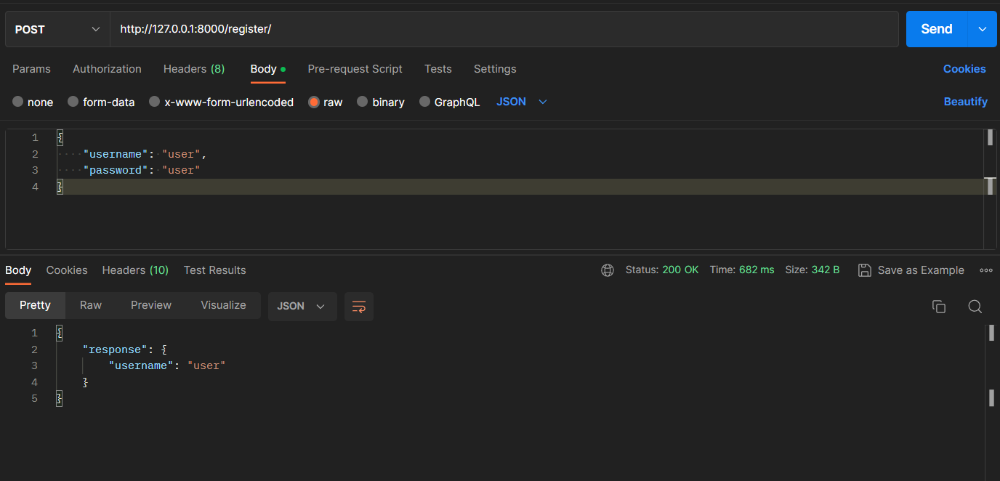 POST http://127.0.0.1:8000/register/ Send
Params Authorization Headers (8) Body Pre-request Script Tests Settings Cookies
none form-data x-www-form-urlencoded raw binary GraphQL JSON Beautify
1 {
2 "username": "user",
3 "password": "user"
4 }
Body Cookies Headers (10) Test Results Status: 200 OK Time: 682 ms Size: 342 B Save as Example
Pretty Raw Preview Visualize JSON
1 {
2 "response": {
3 "username": "user"
4 }
5 }